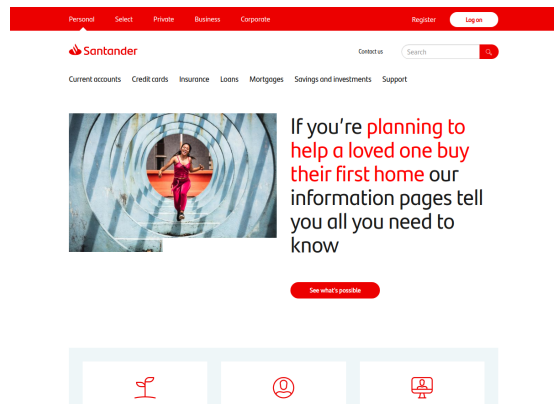 Personal Select Private Business Corporate Register Log on
Santander Contact us Search
Current accounts Credit cards Insurance Loans Mortgages Savings and investments Support
If you're planning to
help a loved one buy
their first home our
information pages tell
you all you need to
know
See what's possible